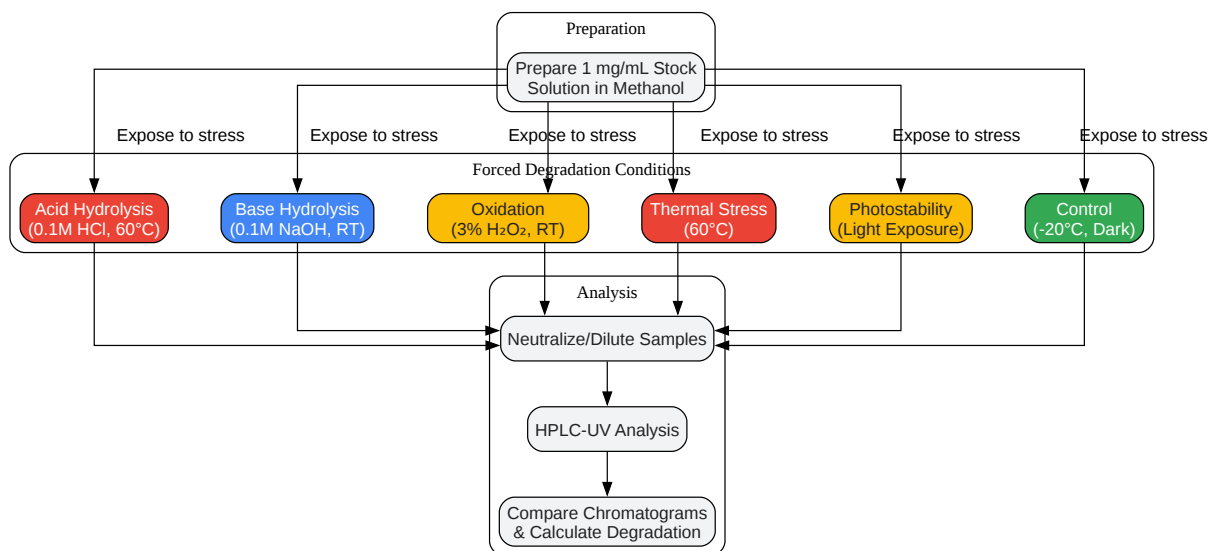 Preparation
Prepare 1 mg/mL Stock
Solution in Methanol
Expose to stress
Expose to stress
Expose to stress
Expose to stress
Expose to stress
Expose to stress
Forced Degradation Conditions
Acid Hydrolysis
(0.1M HCl, 60°C)
Base Hydrolysis
(0.1M NaOH, RT)
Oxidation
(3% H₂O₂, RT)
Thermal Stress
(60°C)
Photostability
(Light Exposure)
Control
(-20°C, Dark)
Analysis
Neutralize/Dilute Samples
HPLC-UV Analysis
Compare Chromatograms
& Calculate Degradation